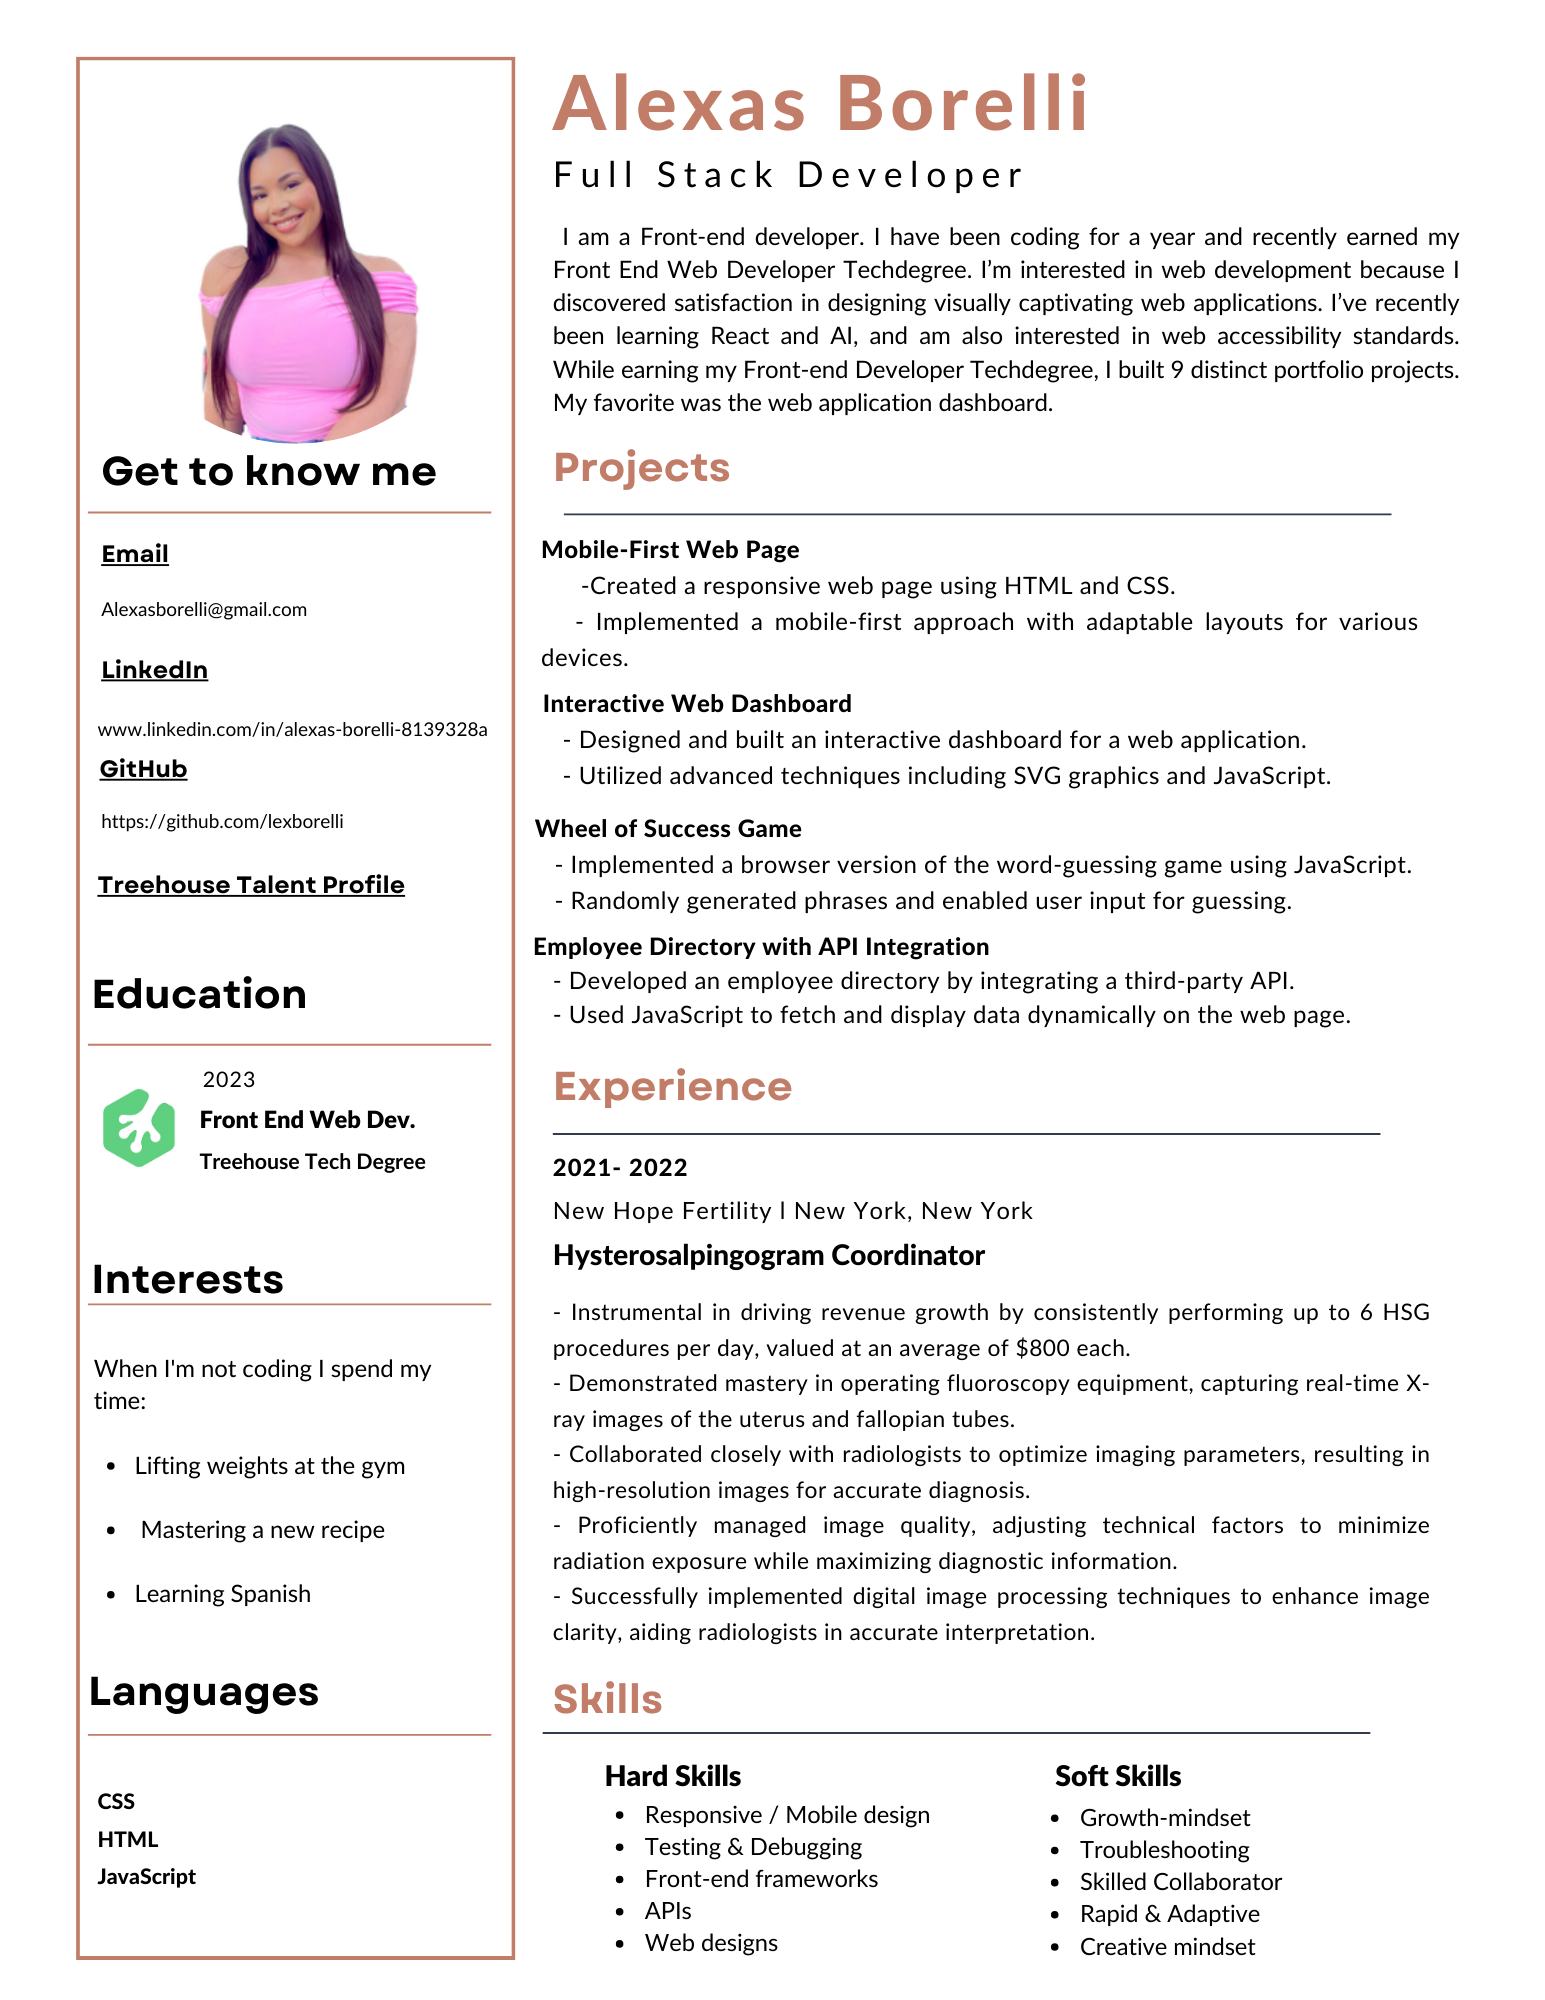 Get to know me
Email
Alexasborelli@gmail.com
LinkedIn
www.linkedin.com/in/alexas-borelli-8139328a
GitHub
https://github.com/lexborelli
Treehouse Talent Profile
Education
2023
Front End Web Dev.
Treehouse Tech Degree
Interests
When I'm not coding I spend my
time:
• Lifting weights at the gym
• Mastering a new recipe
• Learning Spanish
Languages
CSS
HTML
JavaScript
Alexas Borelli
Full Stack Developer
I am a Front-end developer. I have been coding for a year and recently earned my
Front End Web Developer Techdegree. I’m interested in web development because I
discovered satisfaction in designing visually captivating web applications. I’ve recently
been learning React and AI, and am also interested in web accessibility standards.
While earning my Front-end Developer Techdegree, I built 9 distinct portfolio projects.
My favorite was the web application dashboard.
Projects
Mobile-First Web Page
-Created a responsive web page using HTML and CSS.
- Implemented a mobile-first approach with adaptable layouts for various
devices.
Interactive Web Dashboard
- Designed and built an interactive dashboard for a web application.
- Utilized advanced techniques including SVG graphics and JavaScript.
Wheel of Success Game
- Implemented a browser version of the word-guessing game using JavaScript.
- Randomly generated phrases and enabled user input for guessing.
Employee Directory with API Integration
- Developed an employee directory by integrating a third-party API.
- Used JavaScript to fetch and display data dynamically on the web page.
Experience
2021- 2022
New Hope Fertility l New York, New York
Hysterosalpingogram Coordinator
- Instrumental in driving revenue growth by consistently performing up to 6 HSG
procedures per day, valued at an average of $800 each.
- Demonstrated mastery in operating fluoroscopy equipment, capturing real-time X-
ray images of the uterus and fallopian tubes.
- Collaborated closely with radiologists to optimize imaging parameters, resulting in
high-resolution images for accurate diagnosis.
- Proficiently managed image quality, adjusting technical factors to minimize
radiation exposure while maximizing diagnostic information.
- Successfully implemented digital image processing techniques to enhance image
clarity, aiding radiologists in accurate interpretation.
Skills
Hard Skills
• Responsive / Mobile design
• Testing & Debugging
• Front-end frameworks
• APIs
• Web designs
Soft Skills
• Growth-mindset
• Troubleshooting
• Skilled Collaborator
• Rapid & Adaptive
• Creative mindset